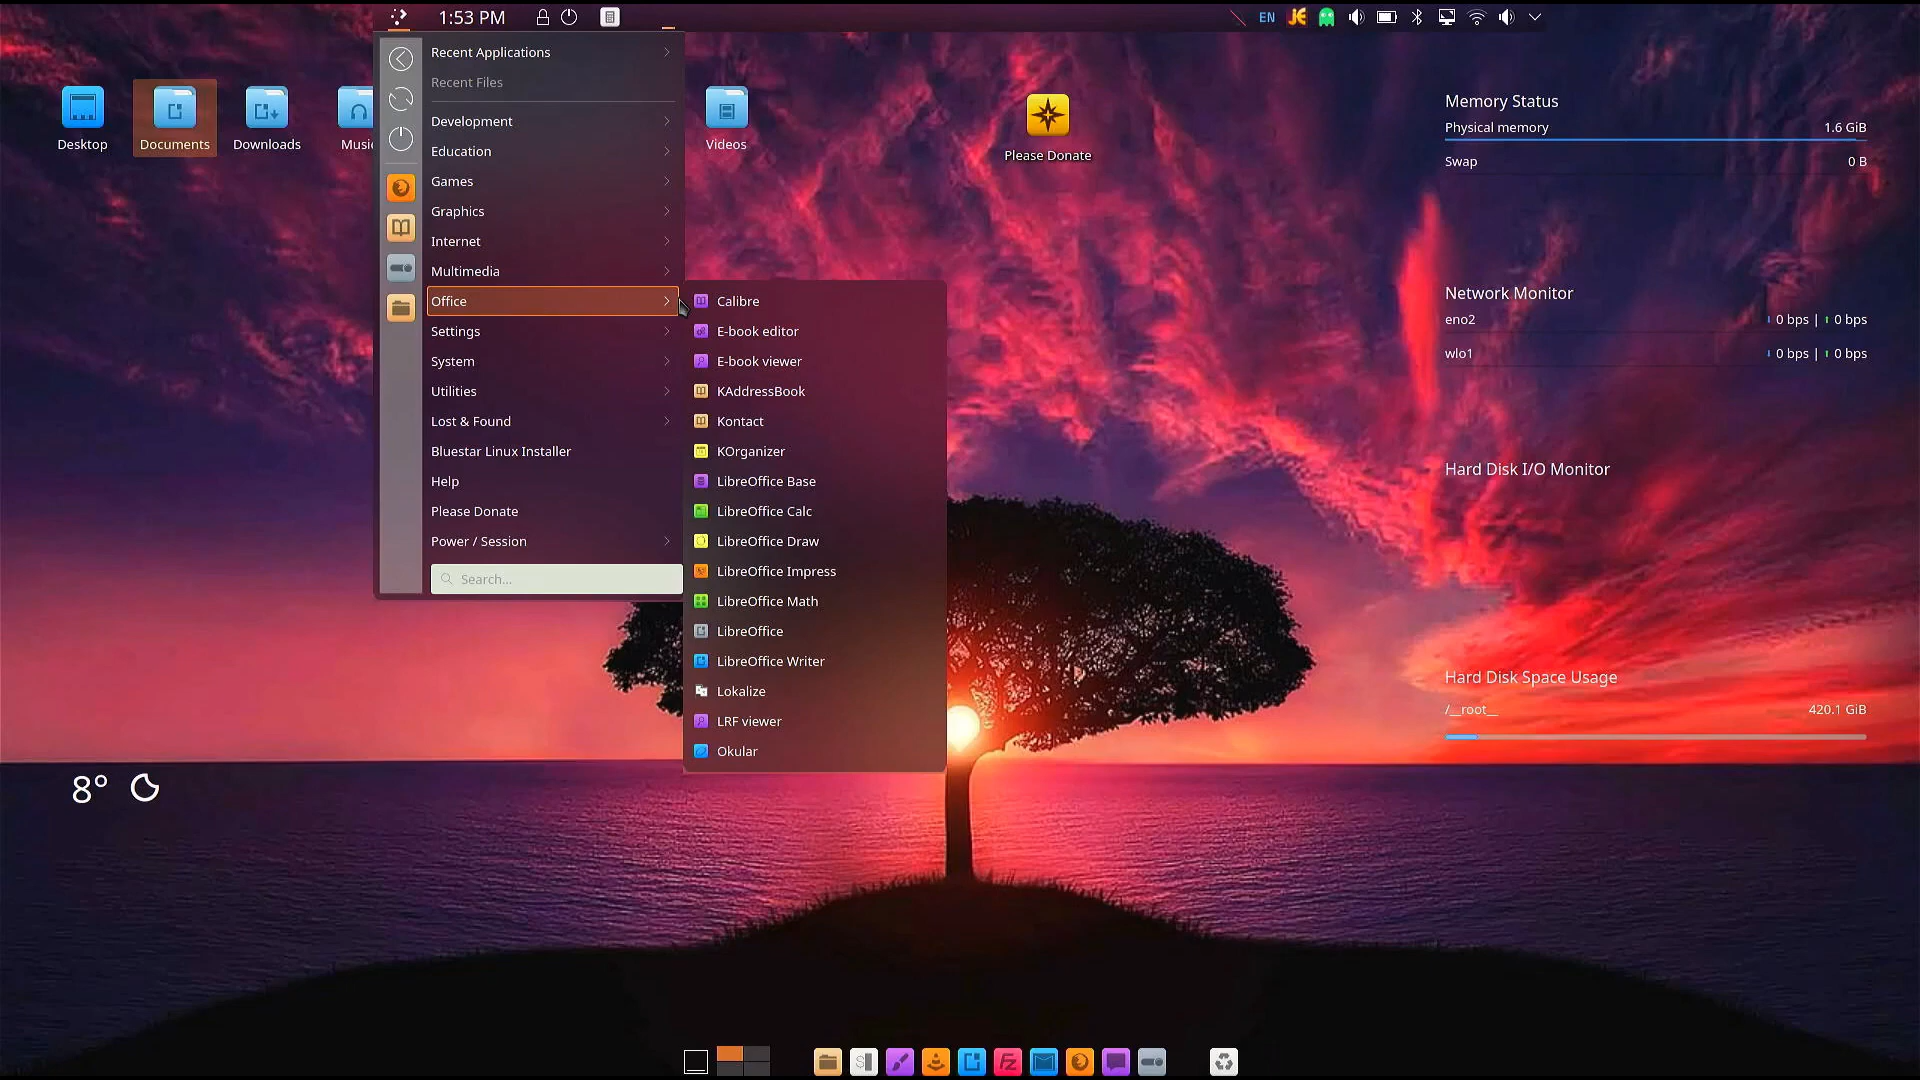 1:53 PM
EN
Recent Applications
Recent Files
Development
Education
Games
Graphics
Internet
Multimedia
Office
Settings
System
Utilities
Lost & Found
Bluestar Linux Installer
Help
Please Donate
Power / Session
Search...
Calibre
E-book editor
E-book viewer
KAddressBook
Kontact
KOrganizer
LibreOffice Base
LibreOffice Calc
LibreOffice Draw
LibreOffice Impress
LibreOffice Math
LibreOffice
LibreOffice Writer
Lokalize
LRF viewer
Okular
Desktop
Documents
Downloads
Music
Videos
Please Donate
Memory Status
Physical memory 1.6 GiB
Swap 0 B
Network Monitor
eno2 0 bps | 0 bps
wlo1 0 bps | 0 bps
Hard Disk I/O Monitor
Hard Disk Space Usage
/__root__ 420.1 GiB
8°